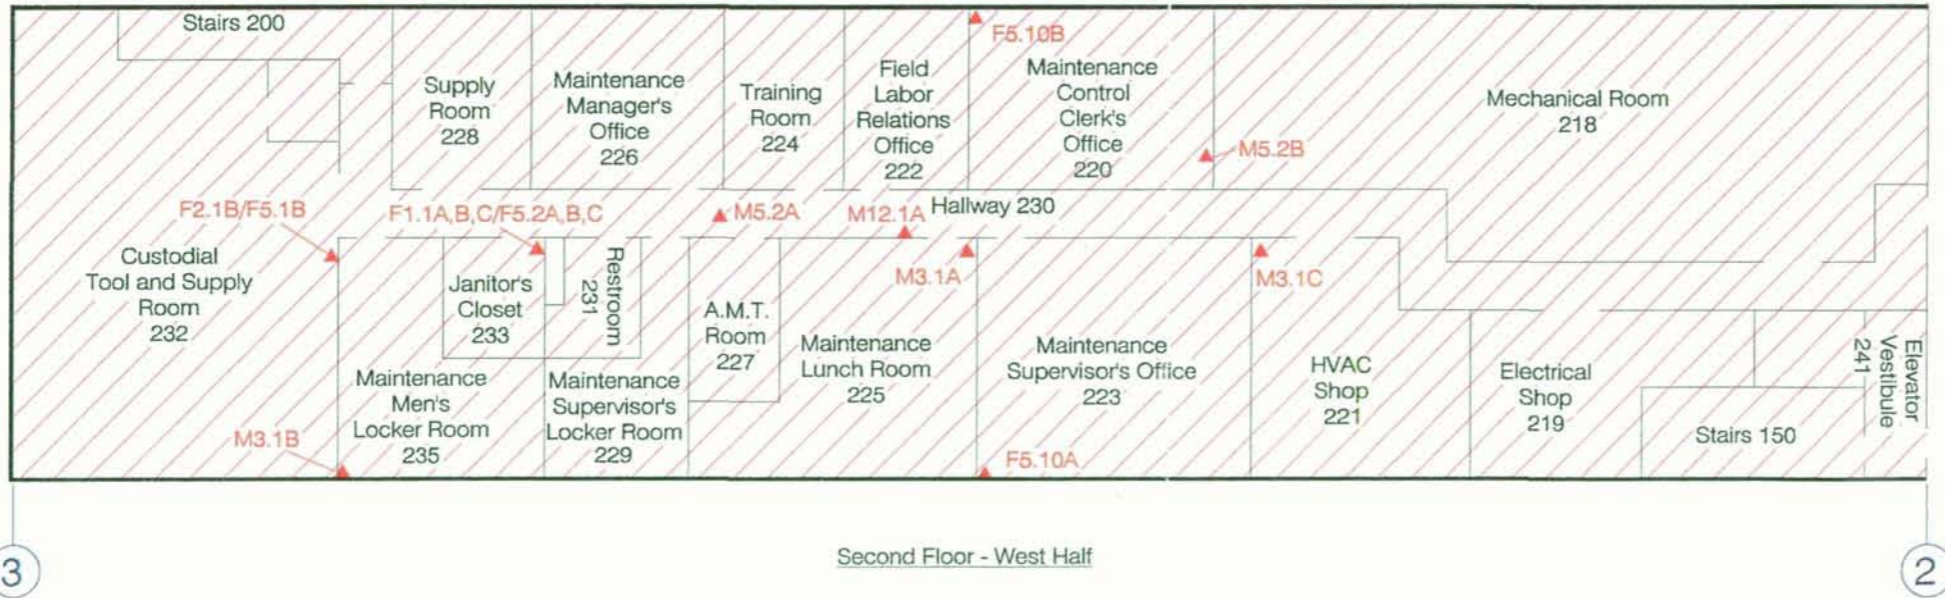 Stairs 200
F5.10B
Supply
Room
228
Maintenance
Manager's
Office
226
Training
Room
224
Field
Labor
Relations
Office
222
Maintenance
Control
Clerk's
Office
220
Mechanical Room
218
M5.2B
F2.1B/F5.1B
F1.1A,B,C/F5.2A,B,C
M5.2A
M12.1A
Hallway 230
Custodial
Tool and Supply
Room
232
Janitor's
Closet
233
Restroom
231
M3.1A
M3.1C
A.M.T.
Room
227
Maintenance
Lunch Room
225
Maintenance
Supervisor's Office
223
HVAC
Shop
221
Electrical
Shop
219
Elevator
Vestibule
241
Maintenance
Men's
Locker Room
235
Maintenance
Supervisor's
Locker Room
229
Stairs 150
M3.1B
F5.10A
Second Floor - West Half
3
2